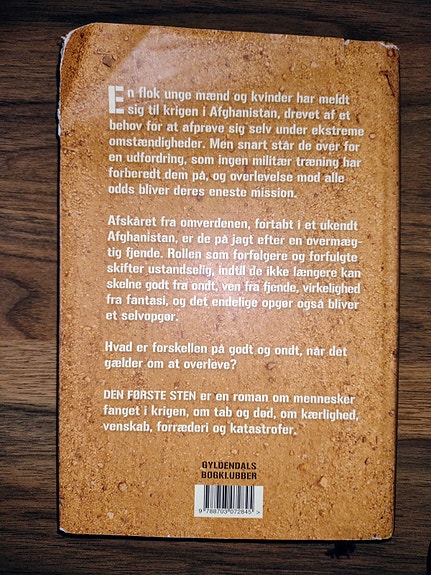 En flok unge mænd og kvinder har meldt
sig til krigen i Afghanistan, drevet af et
behov for at afprøve sig selv under ekstreme
omstændigheder. Men snart står de over for
en udfordring, som ingen militær træning har
forberedt dem på, og overlevelse mod alle
odds bliver deres eneste mission.
Afskåret fra omverdenen, fortabt i et ukendt
Afghanistan, er de på jagt efter en overmæg-
tig fjende. Rollen som forfølgere og forfulgte
skifter ustandselig, indtil de ikke længere kan
skelne godt fra ondt, ven fra fjende, virkelighed
fra fantasi, og det endelige opgør også bliver
et selvopgør.
Hvad er forskellen på godt og ondt, når det
gælder om at overleve?
DEN FØRSTE STEN er en roman om mennesker
fanget i krigen, om tab og død, om kærlighed,
venskab, forræderi og katastrofer.
GYLDENDALS
BOGKLUBBER
9 788703 072845 >